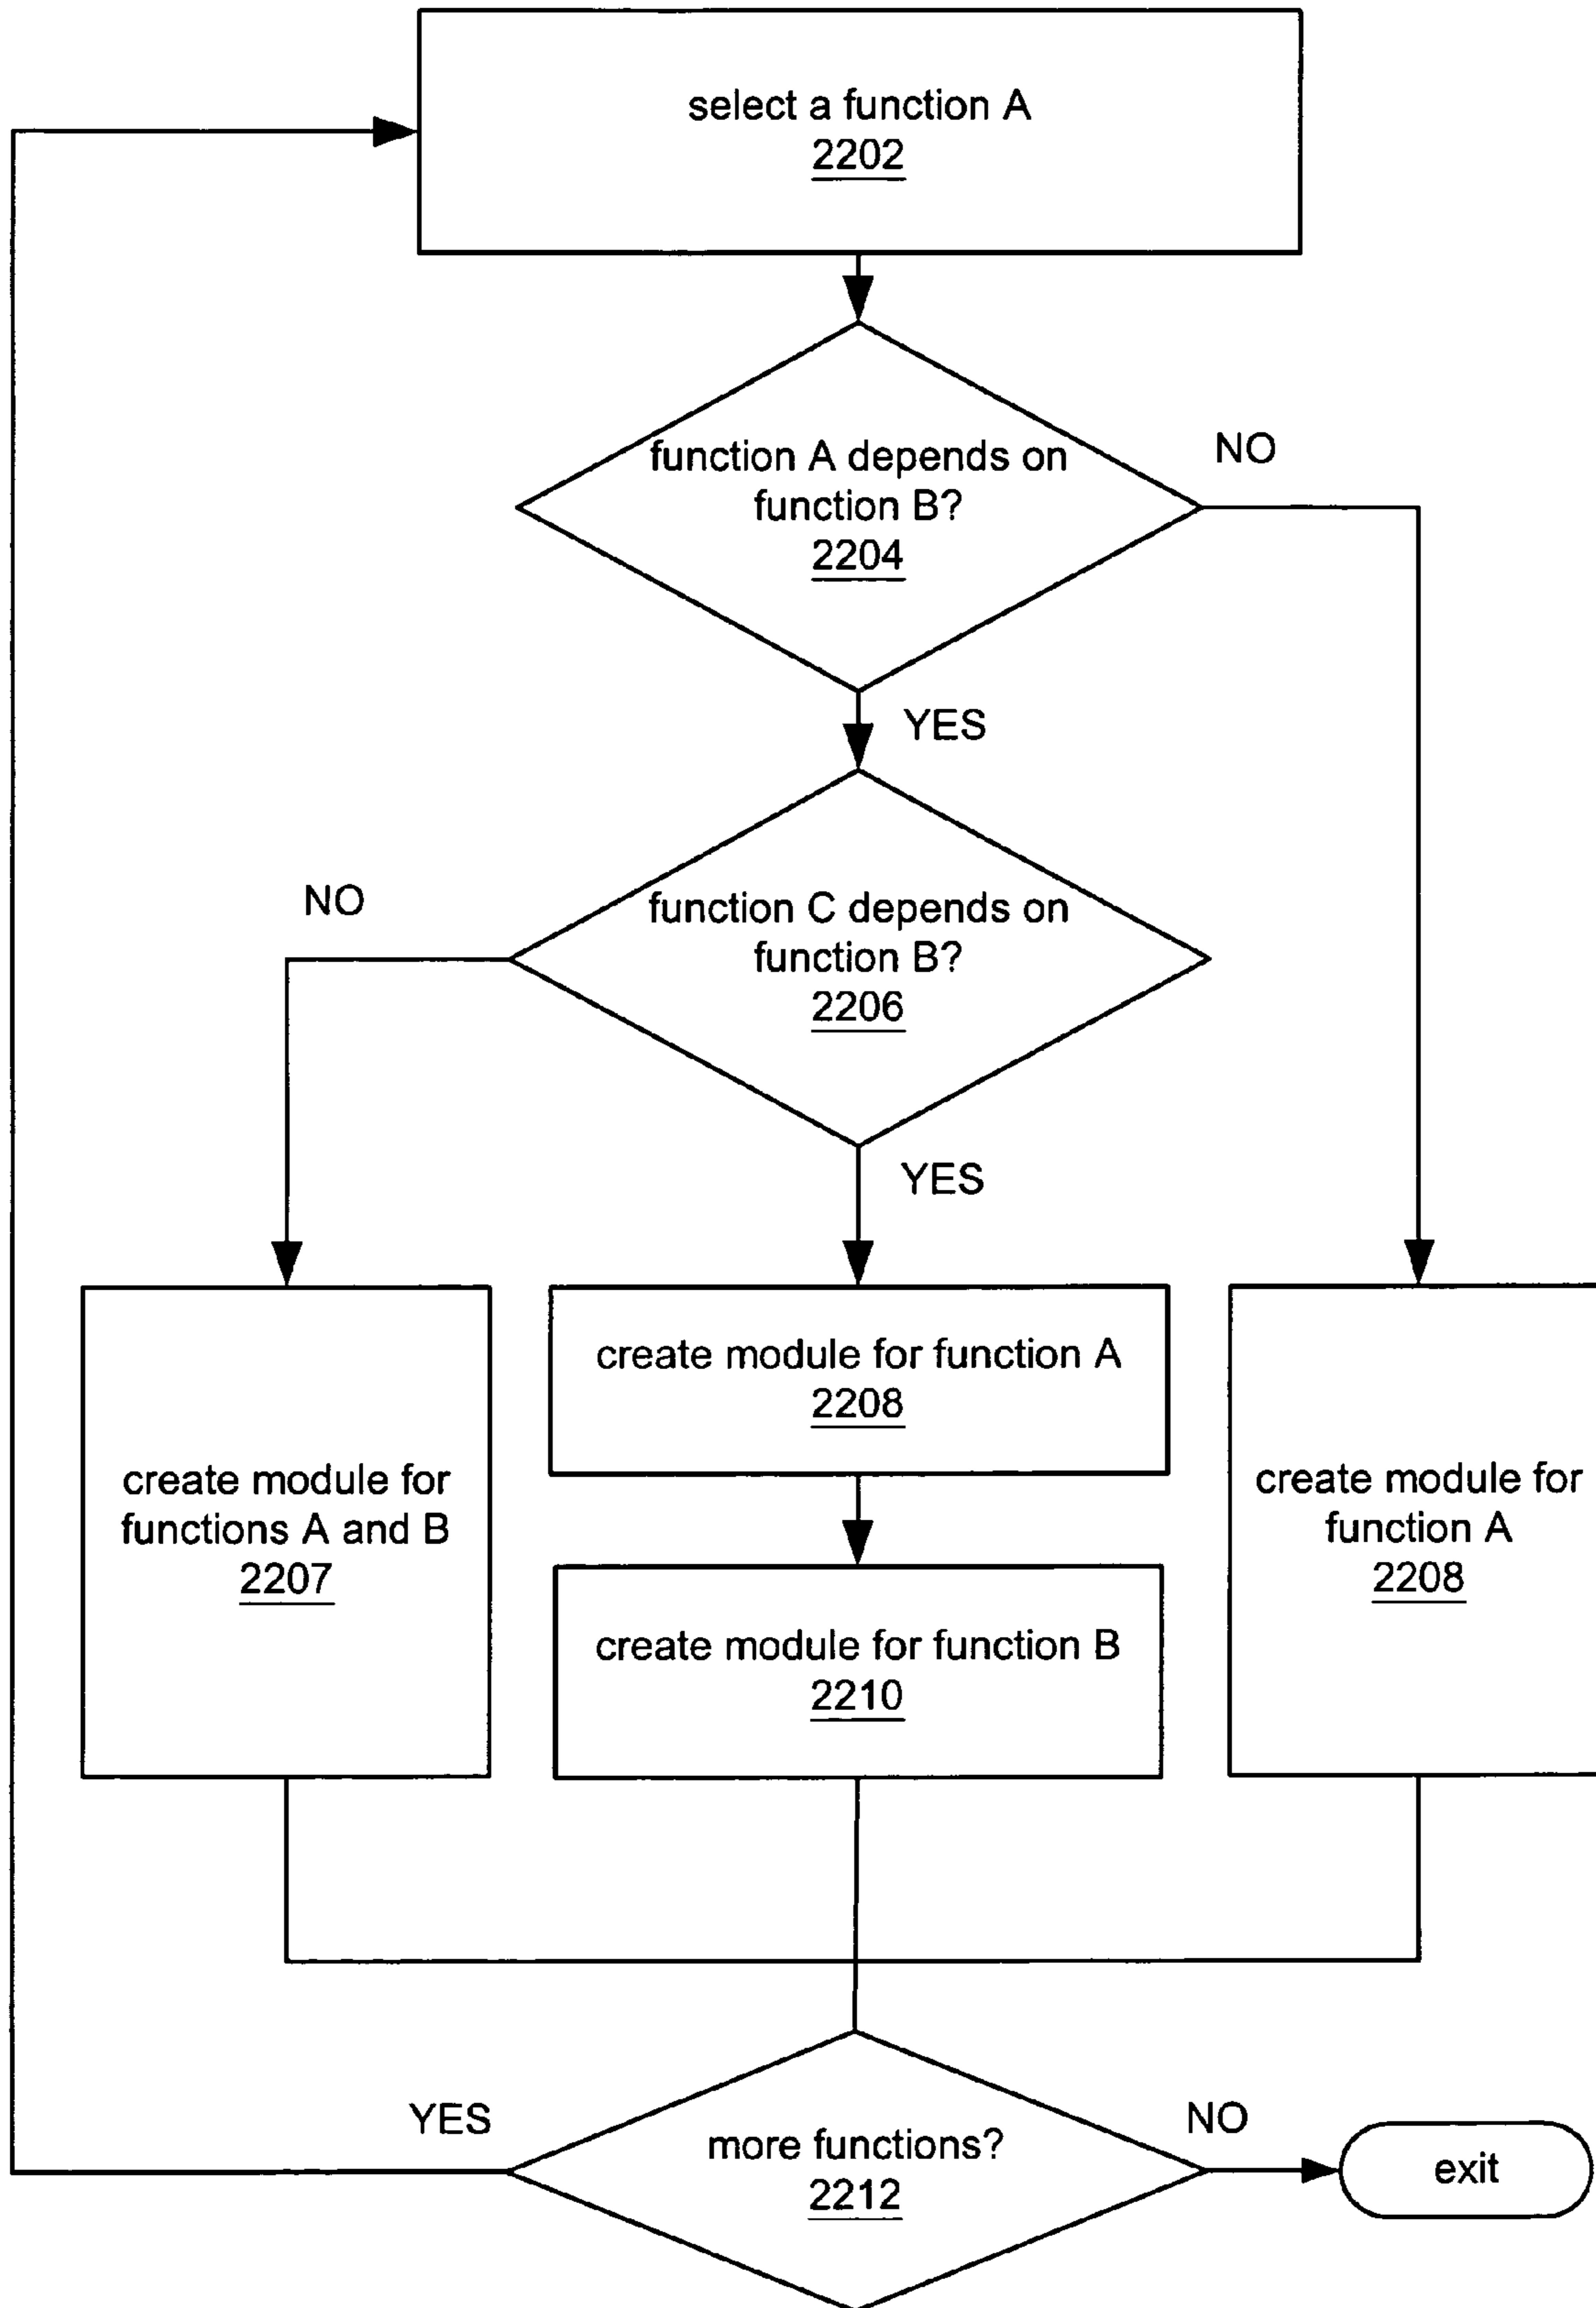 select a function A
2202
function A depends on
function B?
2204
NO
YES
function C depends on
function B?
2206
NO
YES
create module for
functions A and B
2207
create module for function A
2208
create module for function B
2210
create module for
function A
2208
more functions?
2212
YES
NO
exit